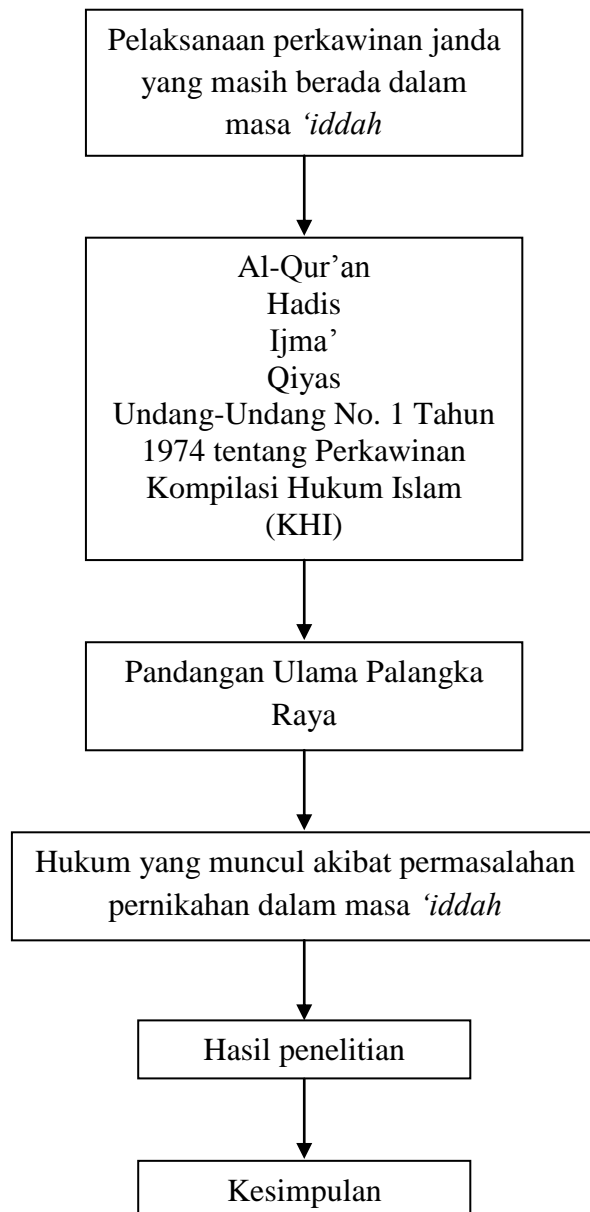 Pelaksanaan perkawinan janda
yang masih berada dalam
masa ‘iddah
Al-Qur’an
Hadis
Ijma’
Qiyas
Undang-Undang No. 1 Tahun
1974 tentang Perkawinan
Kompilasi Hukum Islam
(KHI)
Pandangan Ulama Palangka
Raya
Hukum yang muncul akibat permasalahan
pernikahan dalam masa ‘iddah
Hasil penelitian
Kesimpulan